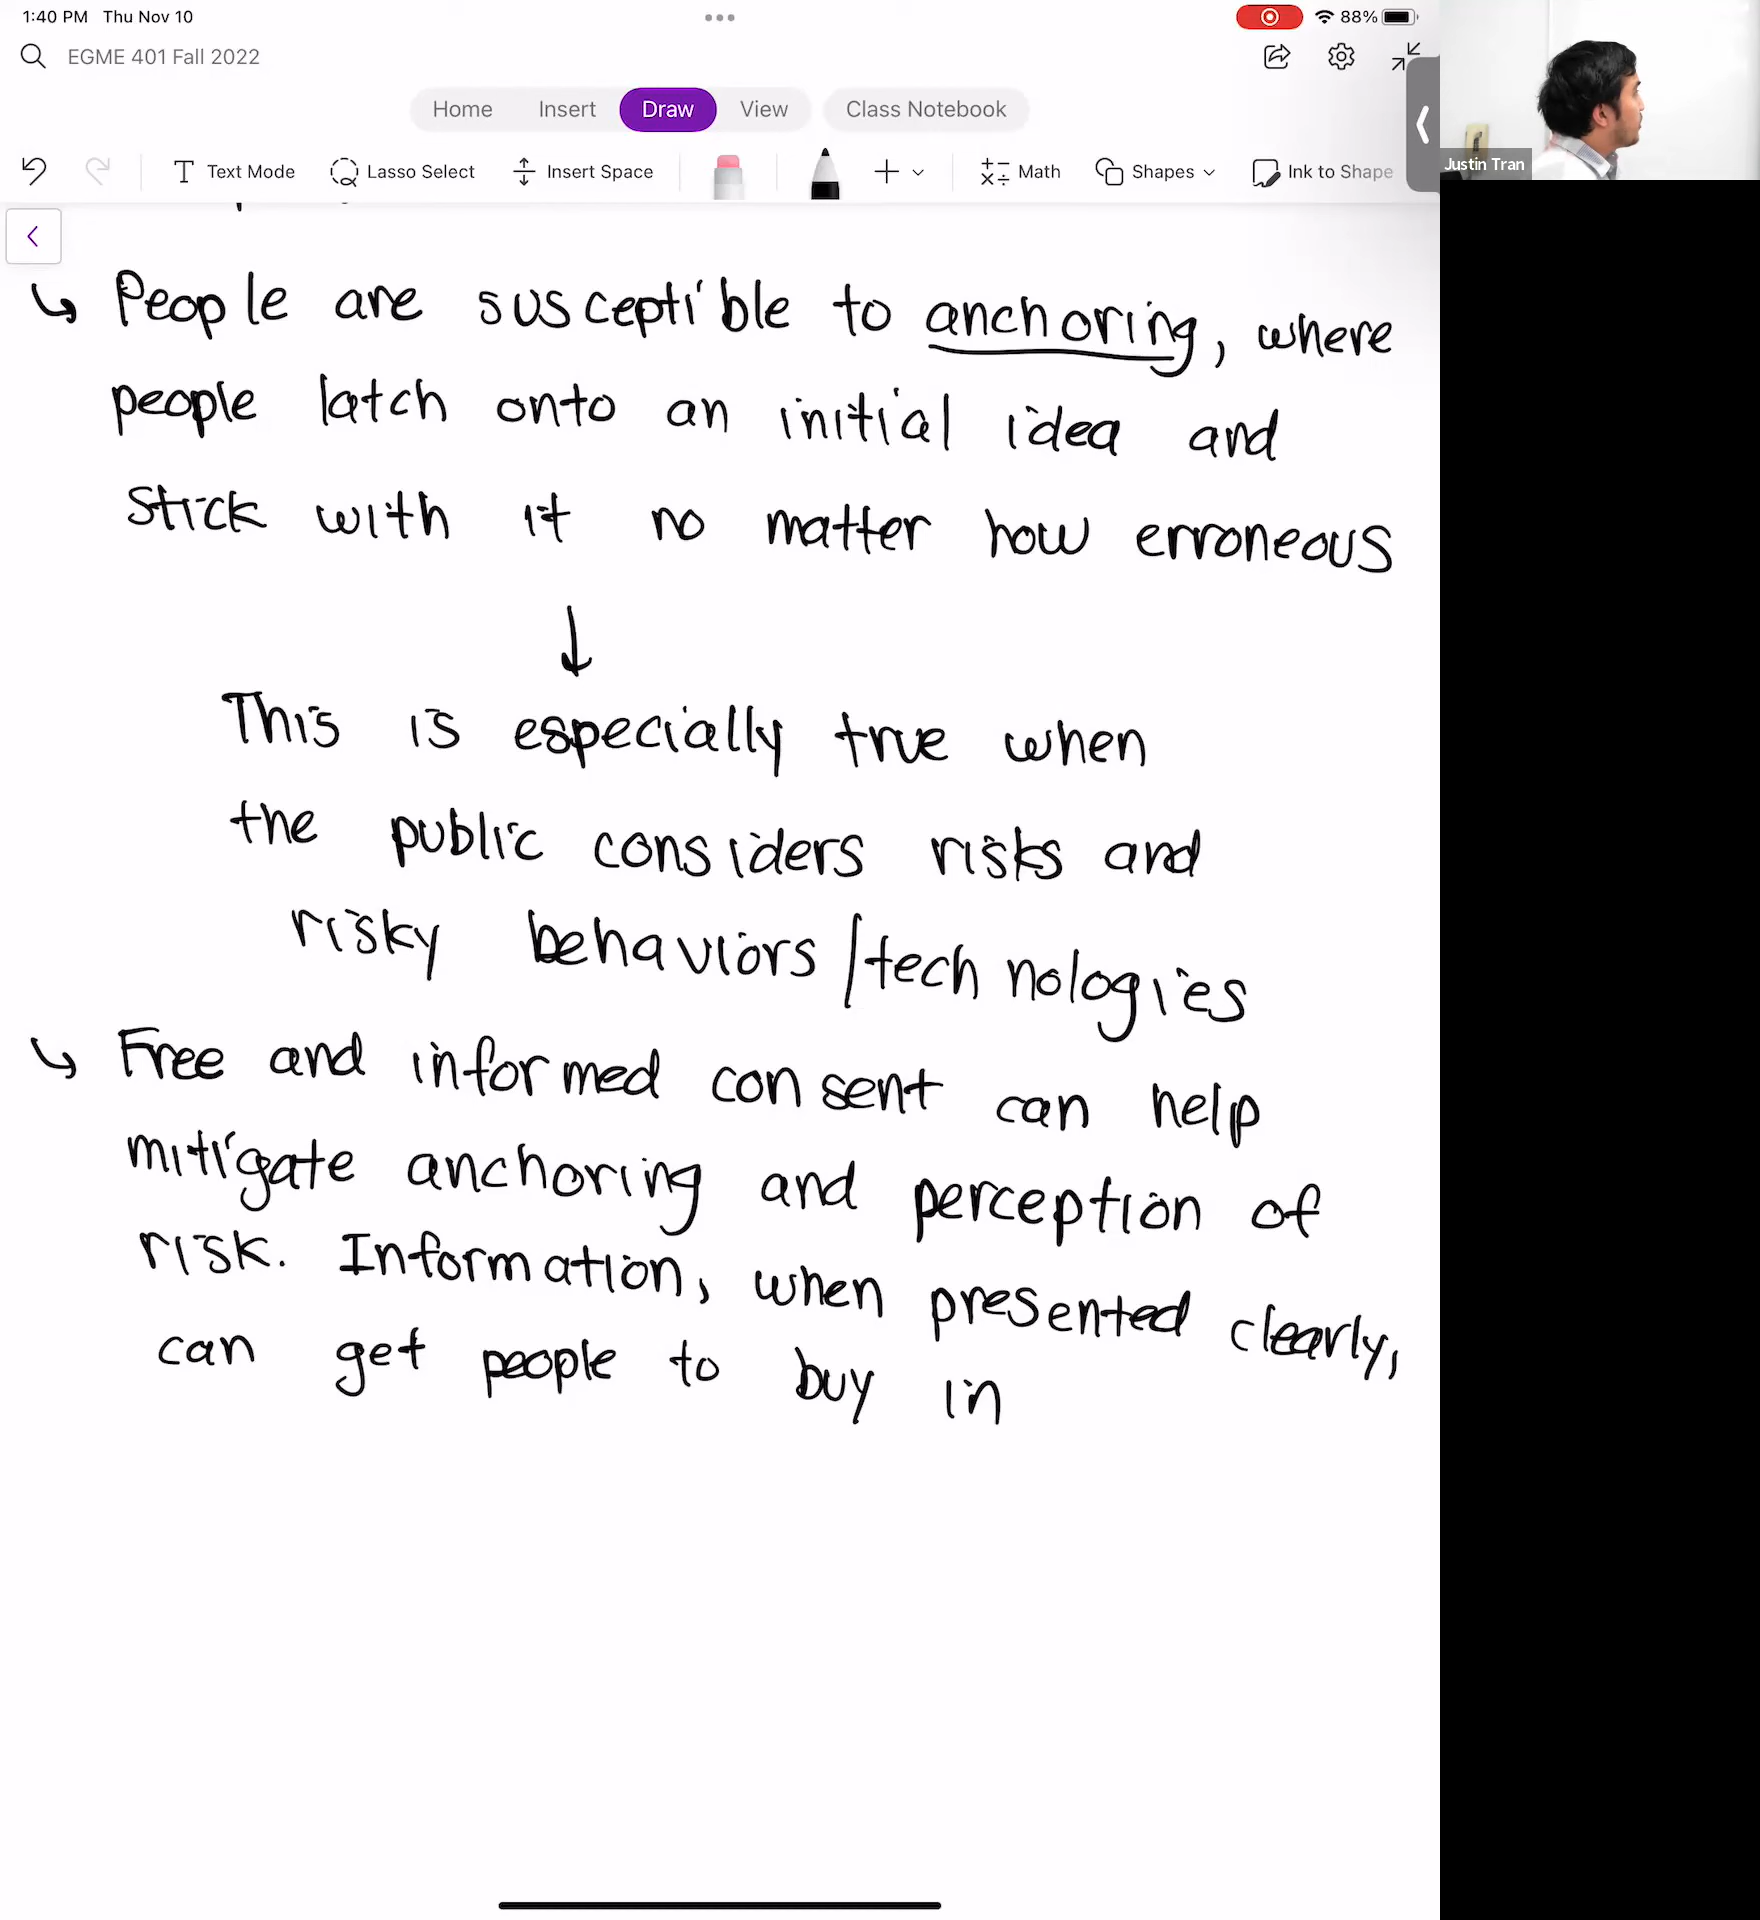 1:40 PM Thu Nov 10
88%
EGME 401 Fall 2022
Home Insert Draw View Class Notebook
Text Mode Lasso Select Insert Space Math Shapes Ink to Shape
Justin Tran
People are susceptible to anchoring, where
people latch onto an initial idea and
stick with it no matter how erroneous
↓
This is especially true when
the public considers risks and
risky behaviors/technologies
Free and informed consent can help
mitigate anchoring and perception of
risk. Information, when presented clearly,
can get people to buy in